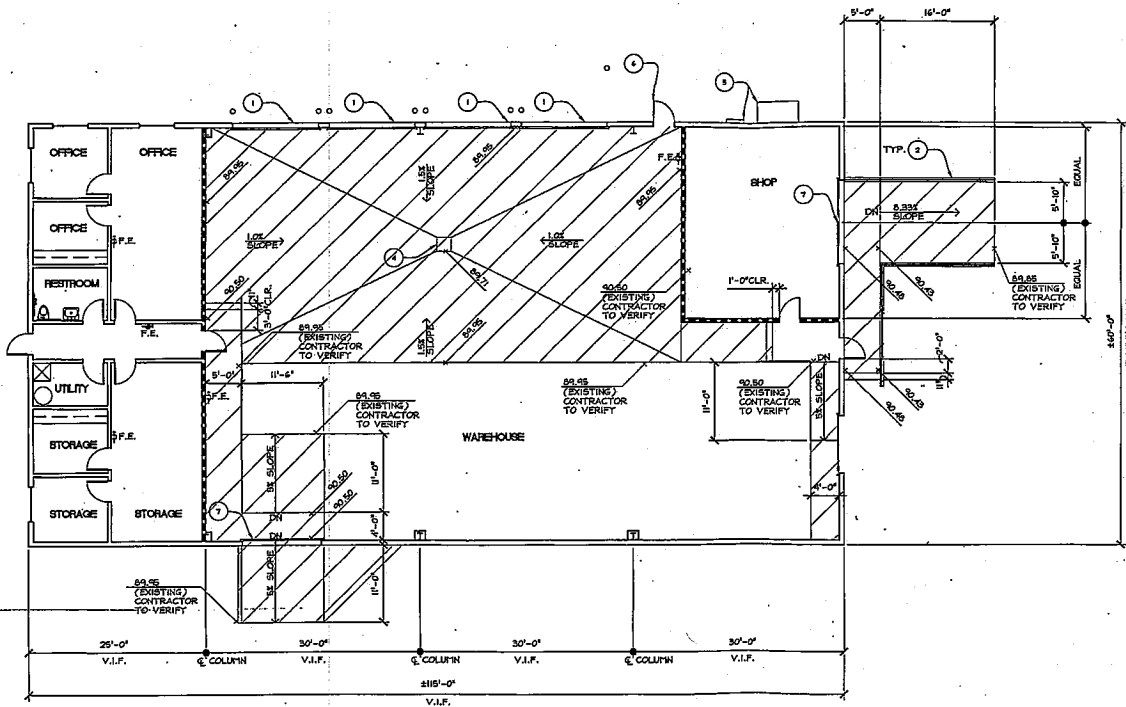 5'-0" 16'-0"
6
5
1 1 1 1
OFFICE OFFICE
89.95 1.5% SLOPE 89.95
F.E.
SHOP
TYP. 2
7
EQUAL
5'-10"
DN 8.33% SLOPE
OFFICE
F.E.
1.0% SLOPE
4
1.0% SLOPE
89.95
89.71
5'-10"
EQUAL
±60'-0"
RESTROOM
90.50
3'-0" CLR.
F.E.
90.50
(EXISTING)
CONTRACTOR
TO VERIFY
1'-0" CLR.
90.48 90.43
89.85
(EXISTING)
CONTRACTOR
TO VERIFY
89.95
(EXISTING)
CONTRACTOR
TO VERIFY
1.5% SLOPE
89.95
DN
2'-0"
UTILITY
5'-0" 11'-6"
F.E.
89.95
(EXISTING)
CONTRACTOR
TO VERIFY
89.95
(EXISTING)
CONTRACTOR
TO VERIFY
11'-0"
90.50
(EXISTING)
CONTRACTOR
TO VERIFY
5% SLOPE
90.48 90.43
STORAGE
F.E.
5% SLOPE
11'-0"
WAREHOUSE
90.50
90.50
4'-0"
STORAGE STORAGE
7
DN
DN
4'-0"
5% SLOPE
11'-0"
89.95
(EXISTING)
CONTRACTOR
TO VERIFY
25'-0" 30'-0" 30'-0" 30'-0"
V.I.F. ℄ COLUMN V.I.F. ℄ COLUMN V.I.F. ℄ COLUMN V.I.F.
±115'-0"
V.I.F.